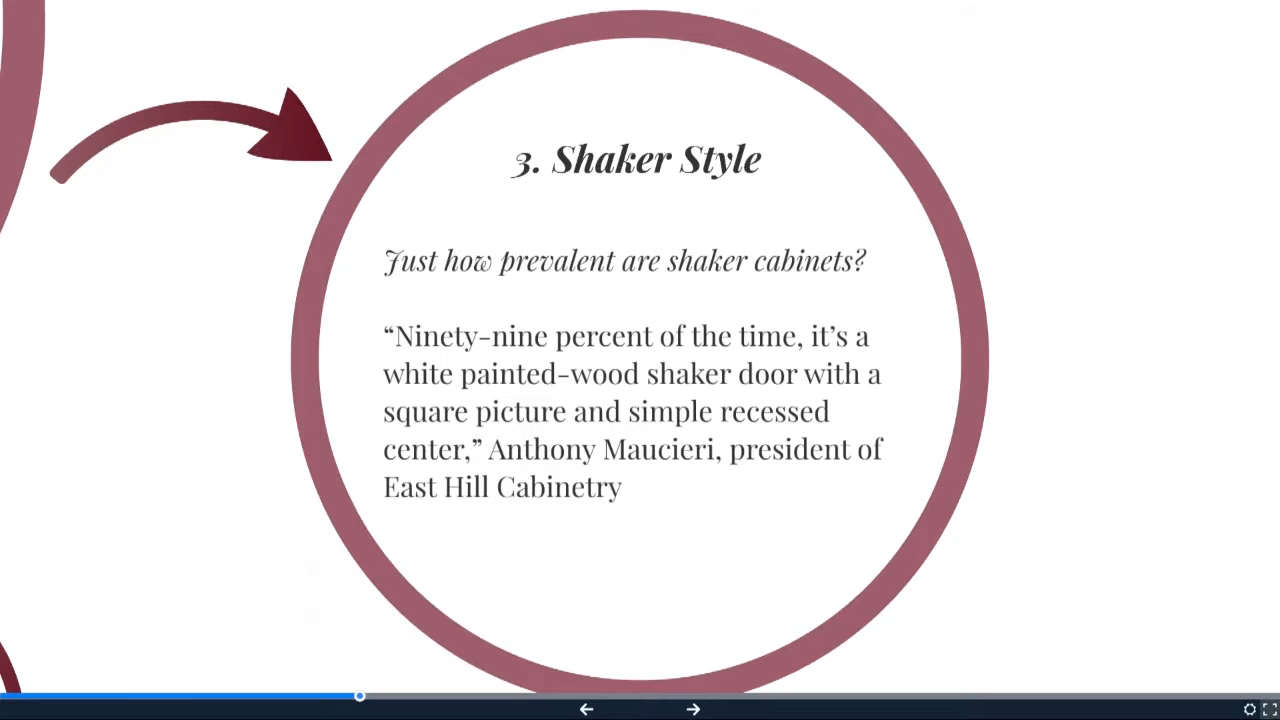 3. Shaker Style
Just how prevalent are shaker cabinets?
“Ninety-nine percent of the time, it’s a
white painted-wood shaker door with a
square picture and simple recessed
center,” Anthony Maucieri, president of
East Hill Cabinetry